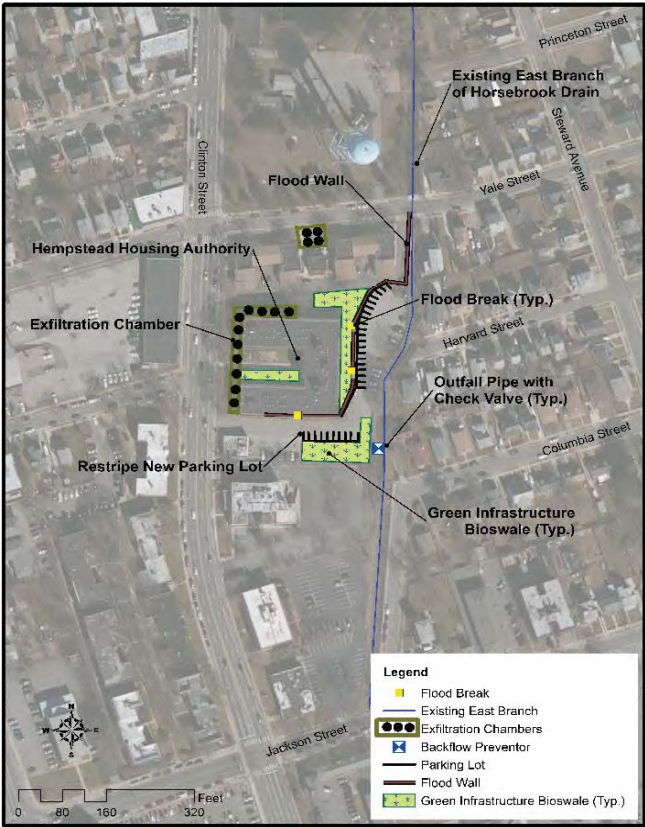 Princeton Street
Existing East Branch
of Horsebrook Drain
Steward Avenue
Clinton Street
Flood Wall
Yale Street
Hempstead Housing Authority
Flood Break (Typ.)
Exfiltration Chamber
Harvard Street
Outfall Pipe with
Check Valve (Typ.)
Columbia Street
Restripe New Parking Lot
Green Infrastructure
Bioswale (Typ.)
Legend
Flood Break
Existing East Branch
Exfiltration Chambers
Backflow Preventor
Parking Lot
Flood Wall
Green Infrastructure Bioswale (Typ.)
Jackson Street
N
W E
S
Feet
0 80 160 320